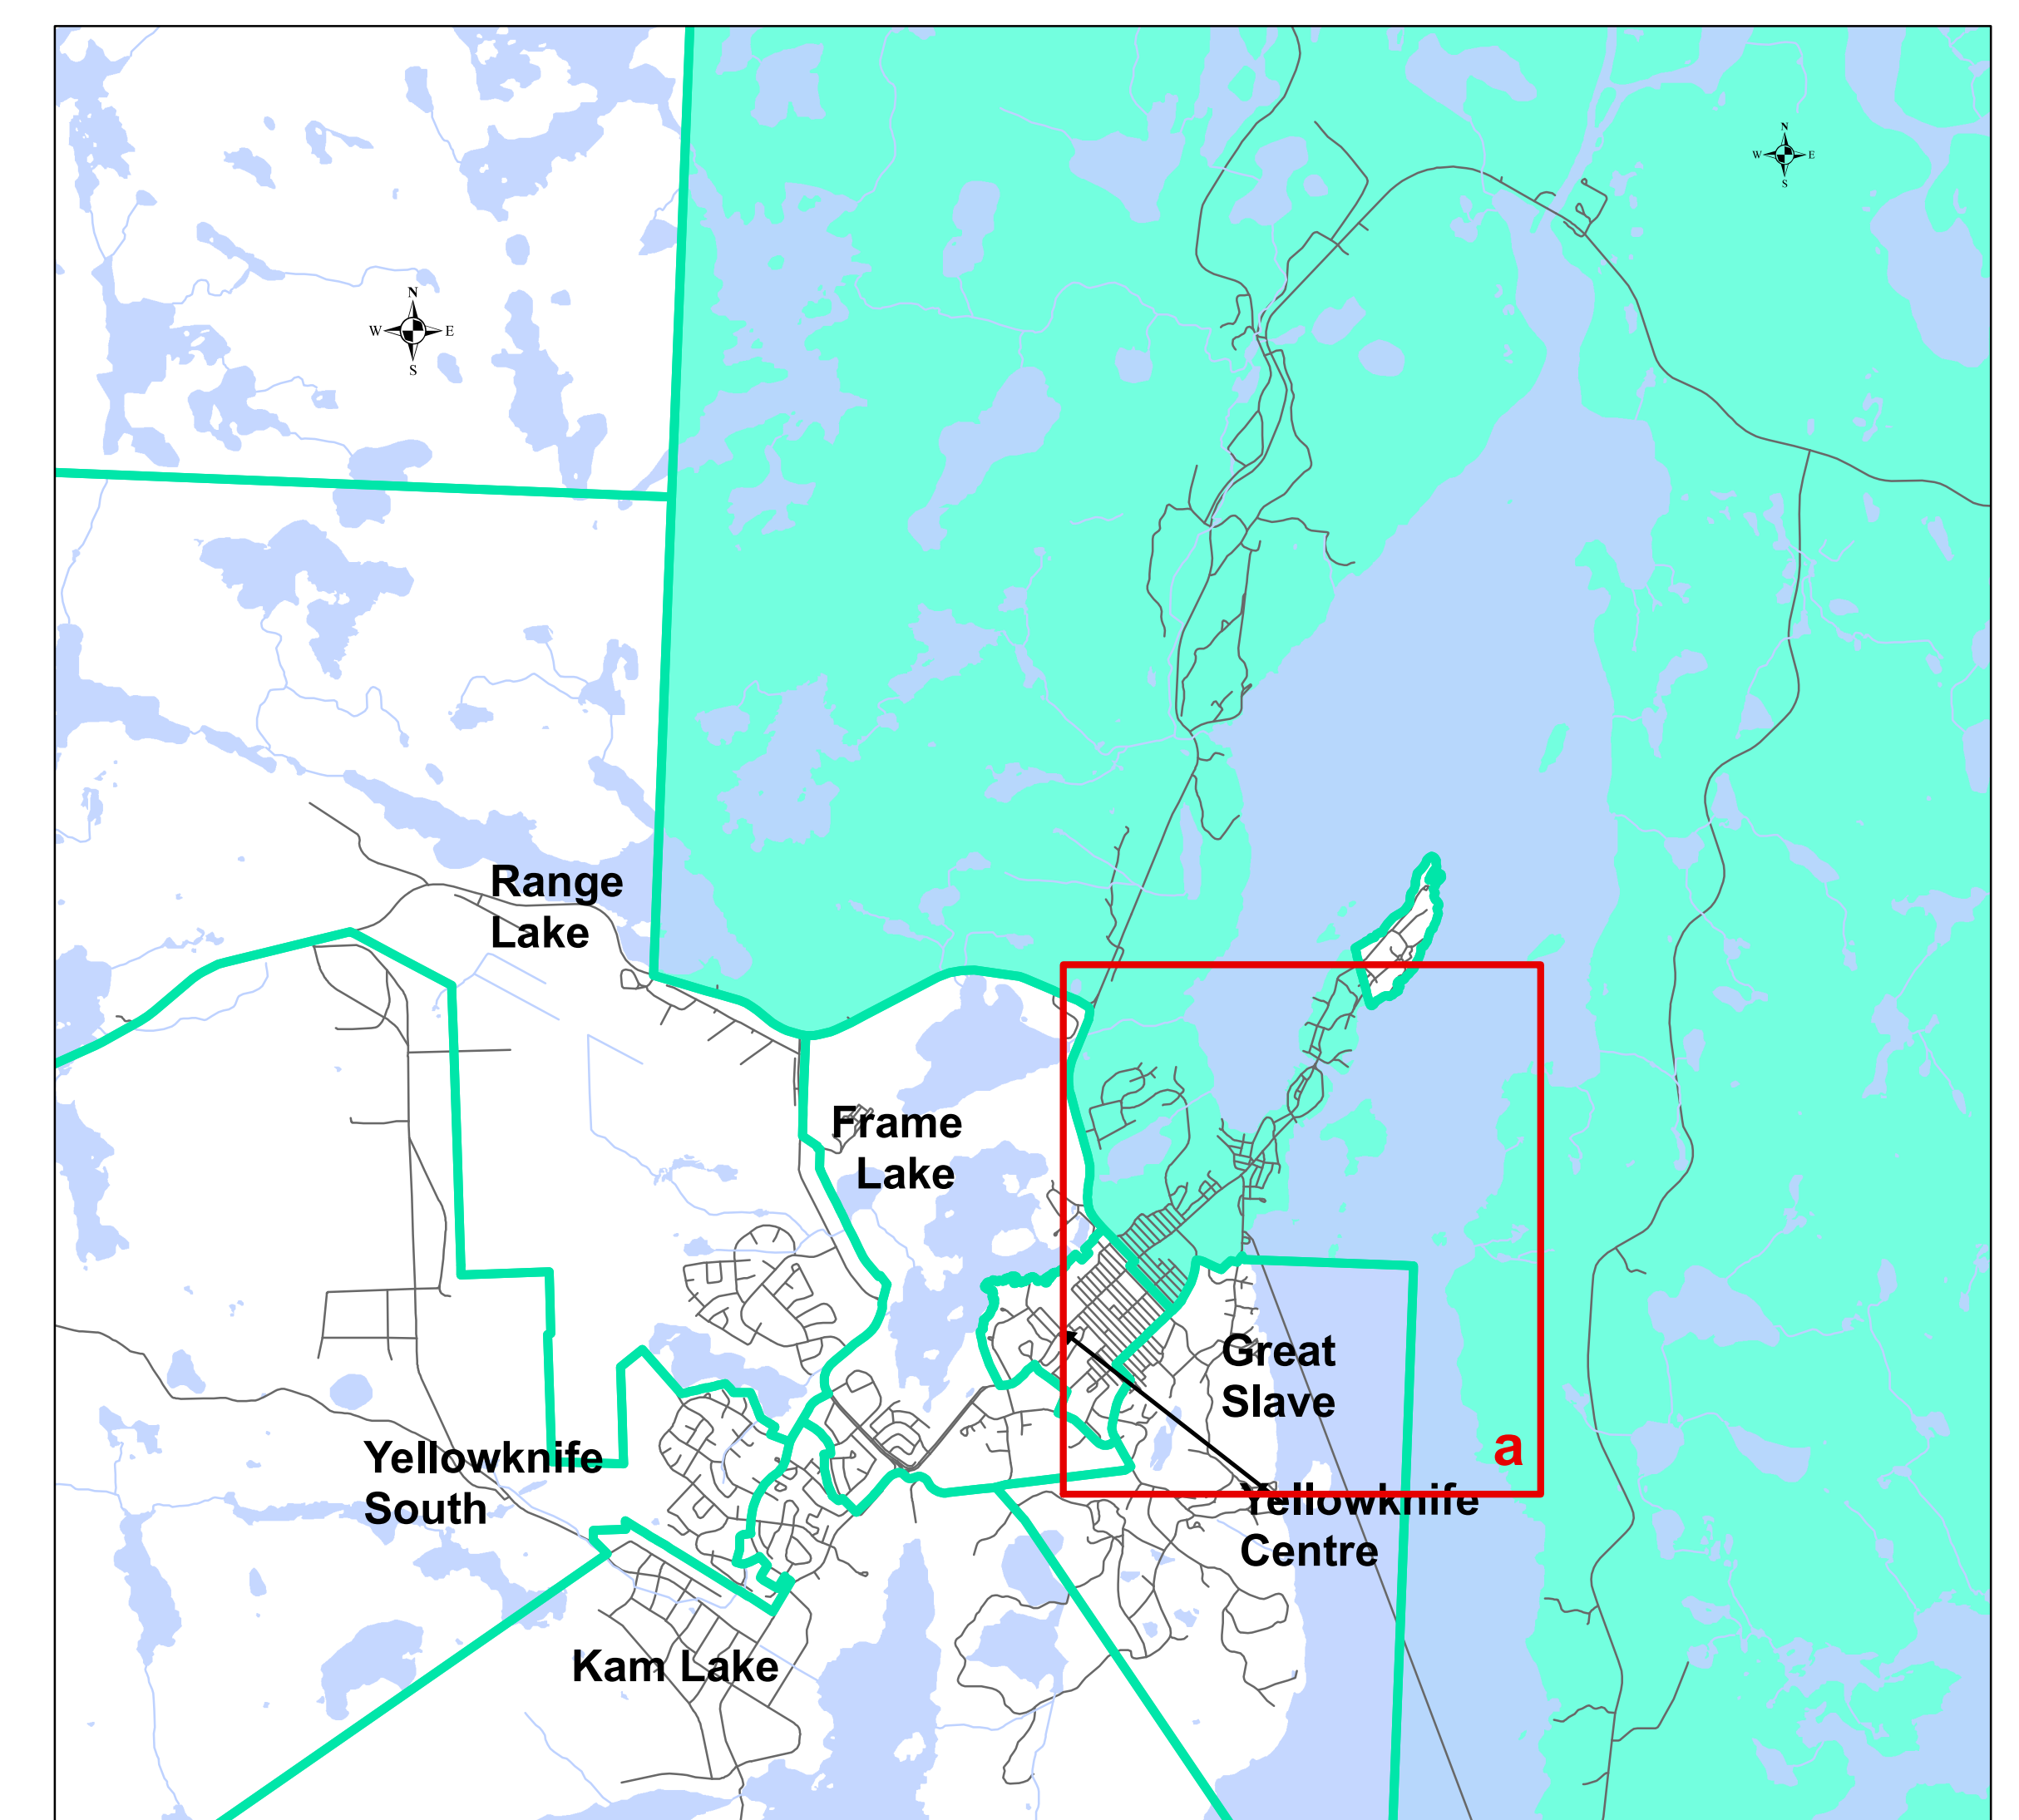 N
W E
S
N
W E
S
Range
Lake
Frame
Lake
Great
Slave
a
Yellowknife
South
Yellowknife
Centre
Kam Lake